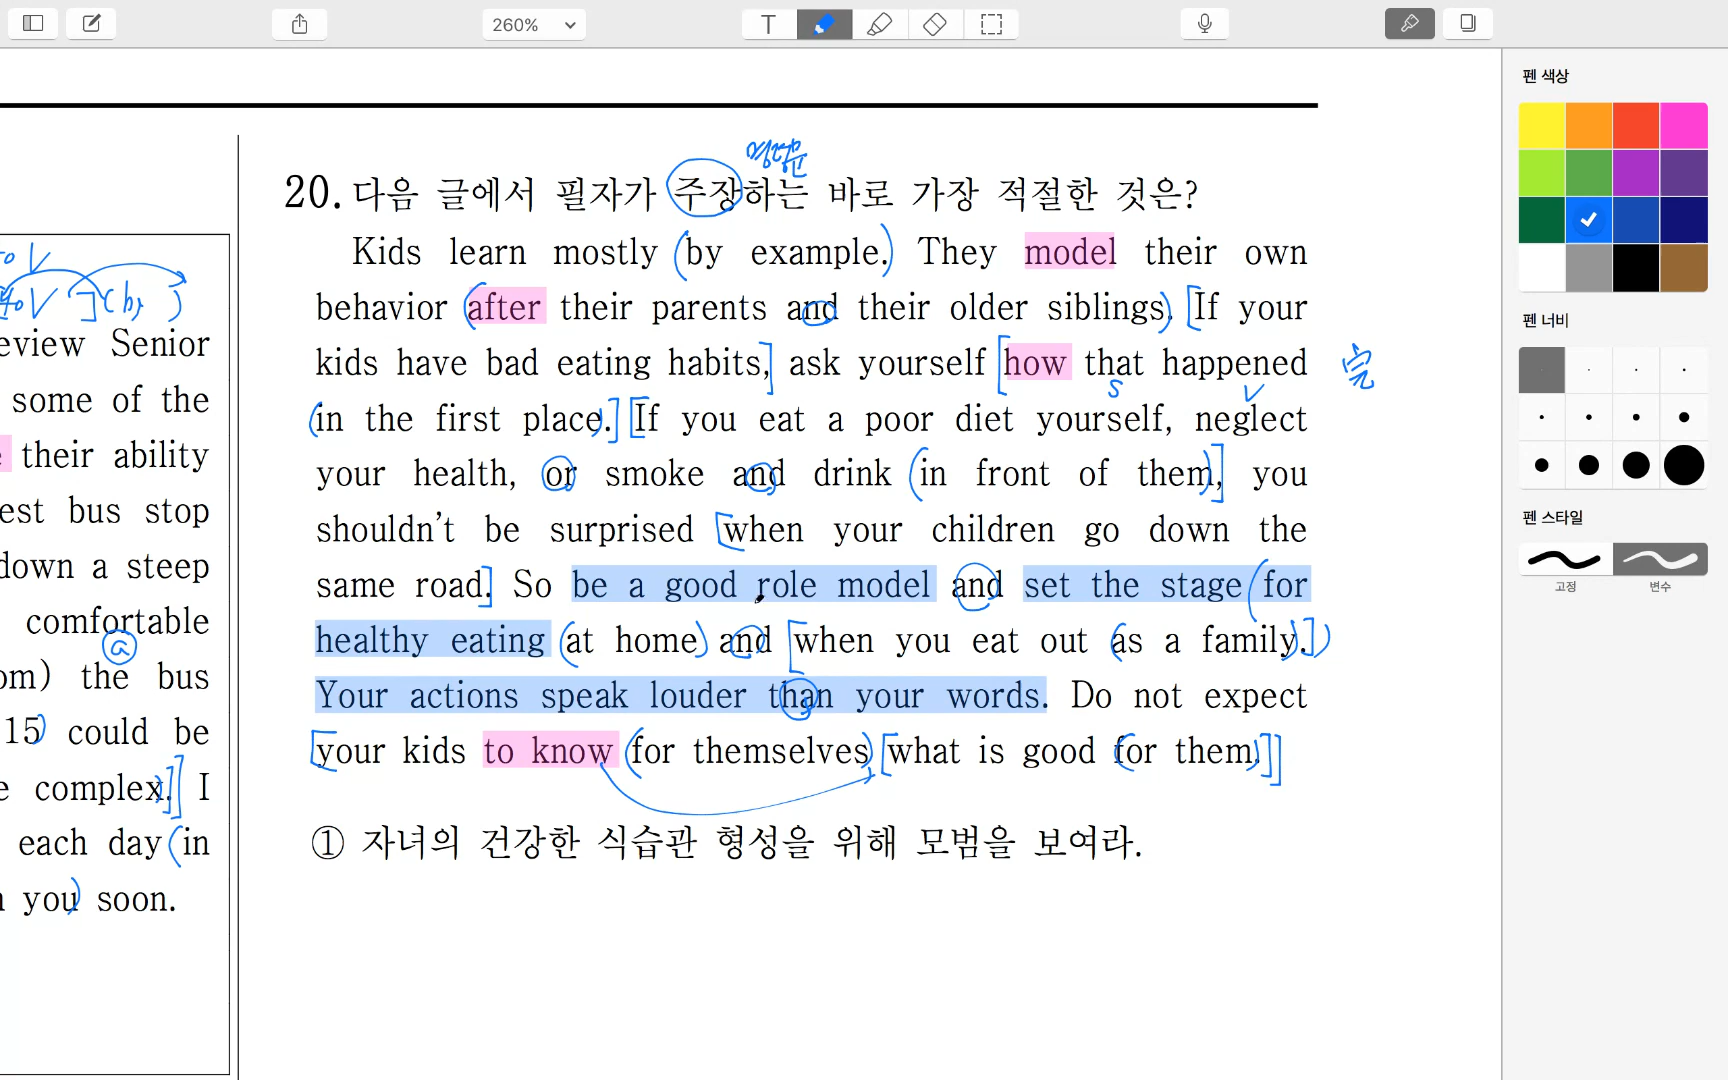 260%
T
펜 색상
펜 너비
펜 스타일
고정
변수
to V
to V ] (by )
eview Senior
some of the
their ability
est bus stop
down a steep
comfortable
a
om) the bus
15) could be
e complex.]] I
each day (in
you) soon.
명령문
20. 다음 글에서 필자가 주장하는 바로 가장 적절한 것은?
Kids learn mostly (by example.) They model their own
behavior (after their parents and their older siblings). [If your
kids have bad eating habits,] ask yourself [how that happened 完
S V
(in the first place).] [If you eat a poor diet yourself, neglect
your health, or smoke and drink (in front of them),] you
shouldn't be surprised [when your children go down the
same road.] So be a good role model and set the stage (for
healthy eating (at home) and [when you eat out (as a family).])
Your actions speak louder than your words. Do not expect
[your kids to know (for themselves) [what is good for them.]]
① 자녀의 건강한 식습관 형성을 위해 모범을 보여라.